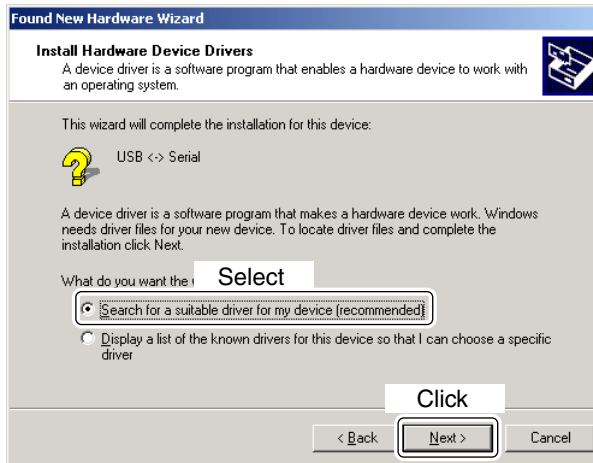 Found New Hardware Wizard
Install Hardware Device Drivers
A device driver is a software program that enables a hardware device to work with
an operating system.
This wizard will complete the installation for this device:
USB <-> Serial
A device driver is a software program that makes a hardware device work. Windows
needs driver files for your new device. To locate driver files and complete the
installation click Next.
What do you want the
Select
Search for a suitable driver for my device (recommended)
Display a list of the known drivers for this device so that I can choose a specific
driver
Click
< Back
Next >
Cancel